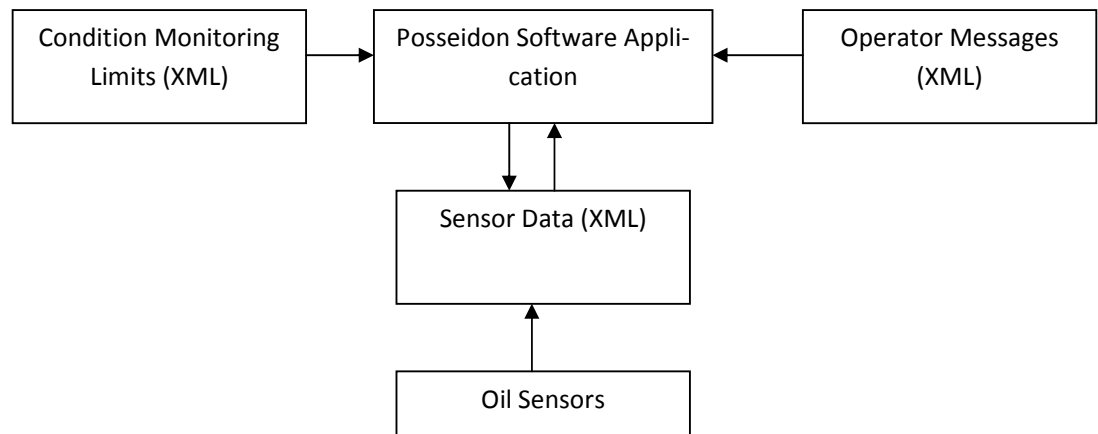 Condition Monitoring
Limits (XML)
Posseidon Software Appli-
cation
Operator Messages
(XML)
Sensor Data (XML)
Oil Sensors